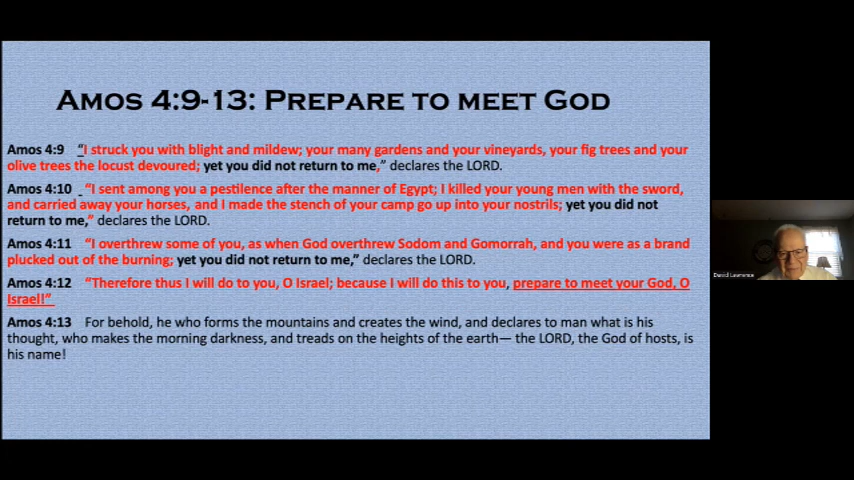 Amos 4:9-13: Prepare to meet God
Amos 4:9 “I struck you with blight and mildew; your many gardens and your vineyards, your fig trees and your
olive trees the locust devoured; yet you did not return to me,” declares the LORD.
Amos 4:10 “I sent among you a pestilence after the manner of Egypt; I killed your young men with the sword,
and carried away your horses, and I made the stench of your camp go up into your nostrils; yet you did not
return to me,” declares the LORD.
Amos 4:11 “I overthrew some of you, as when God overthrew Sodom and Gomorrah, and you were as a brand
plucked out of the burning; yet you did not return to me,” declares the LORD.
Amos 4:12 “Therefore thus I will do to you, O Israel; because I will do this to you, prepare to meet your God, O
Israel!”
Amos 4:13 For behold, he who forms the mountains and creates the wind, and declares to man what is his
thought, who makes the morning darkness, and treads on the heights of the earth— the LORD, the God of hosts, is
his name!
David Lawrence